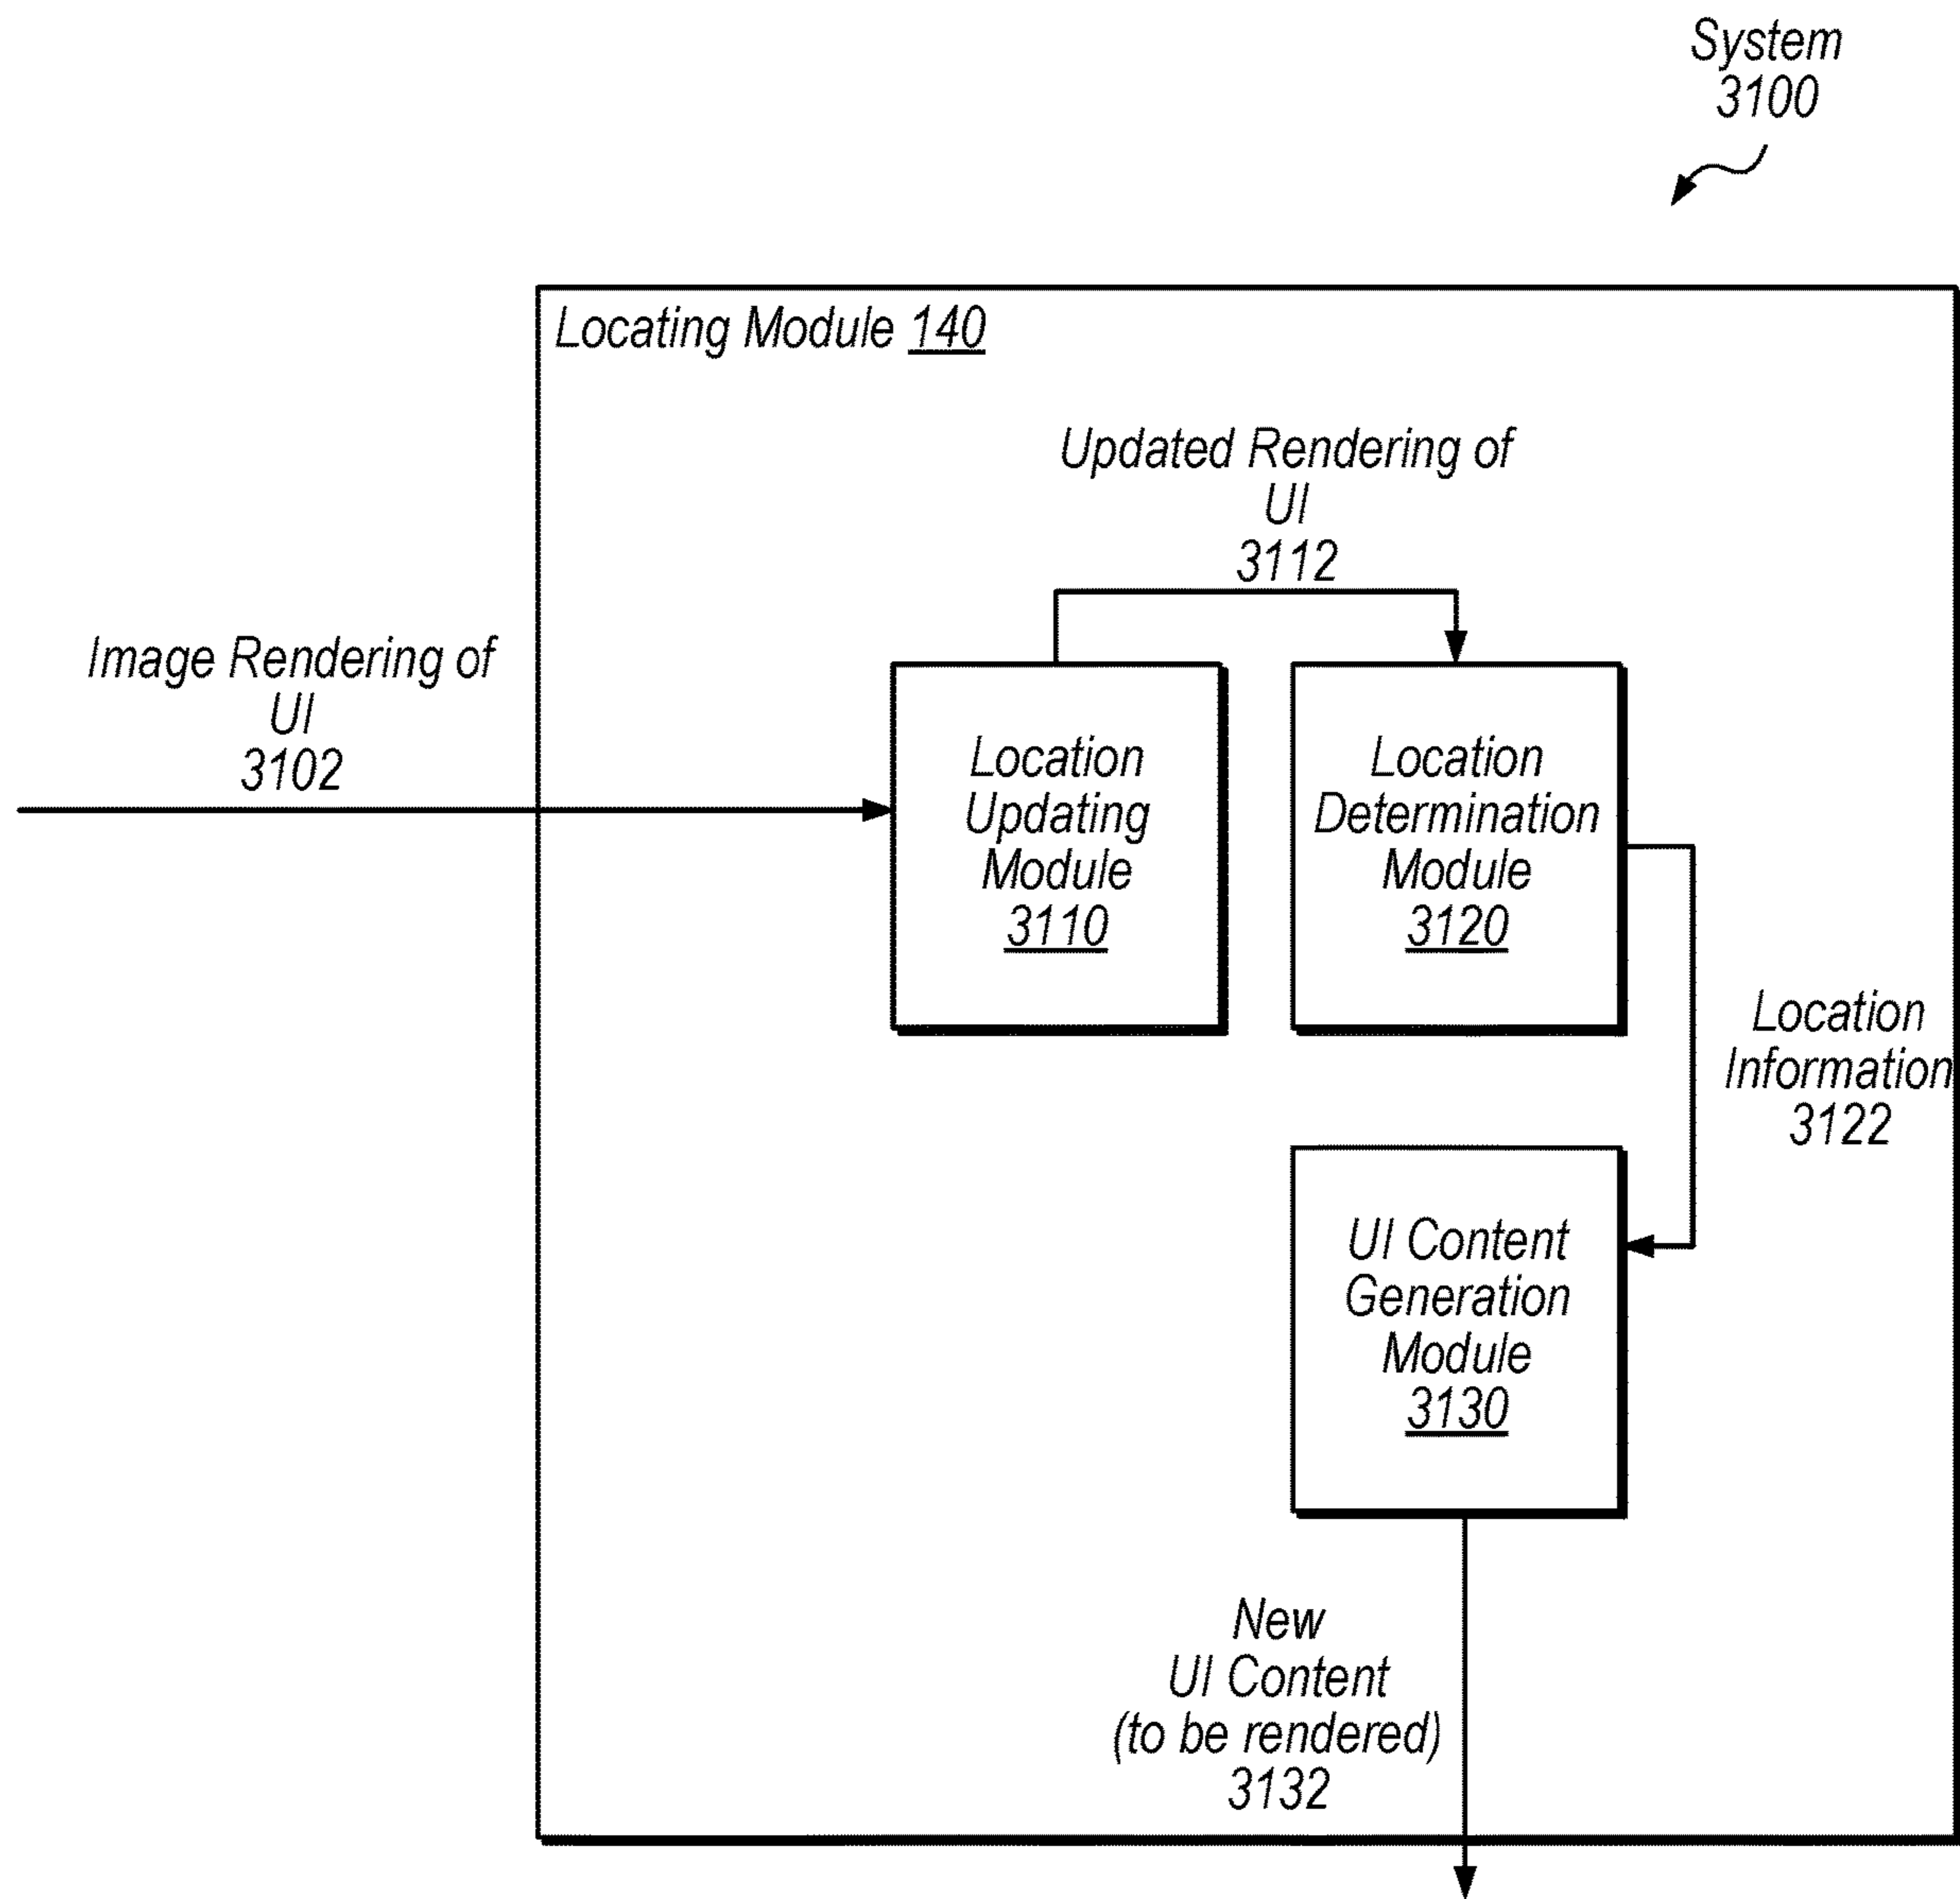 System
3100
Locating Module 140
Updated Rendering of
UI
3112
Image Rendering of
UI
3102
Location
Updating
Module
3110
Location
Determination
Module
3120
Location
Information
3122
UI Content
Generation
Module
3130
New
UI Content
(to be rendered)
3132